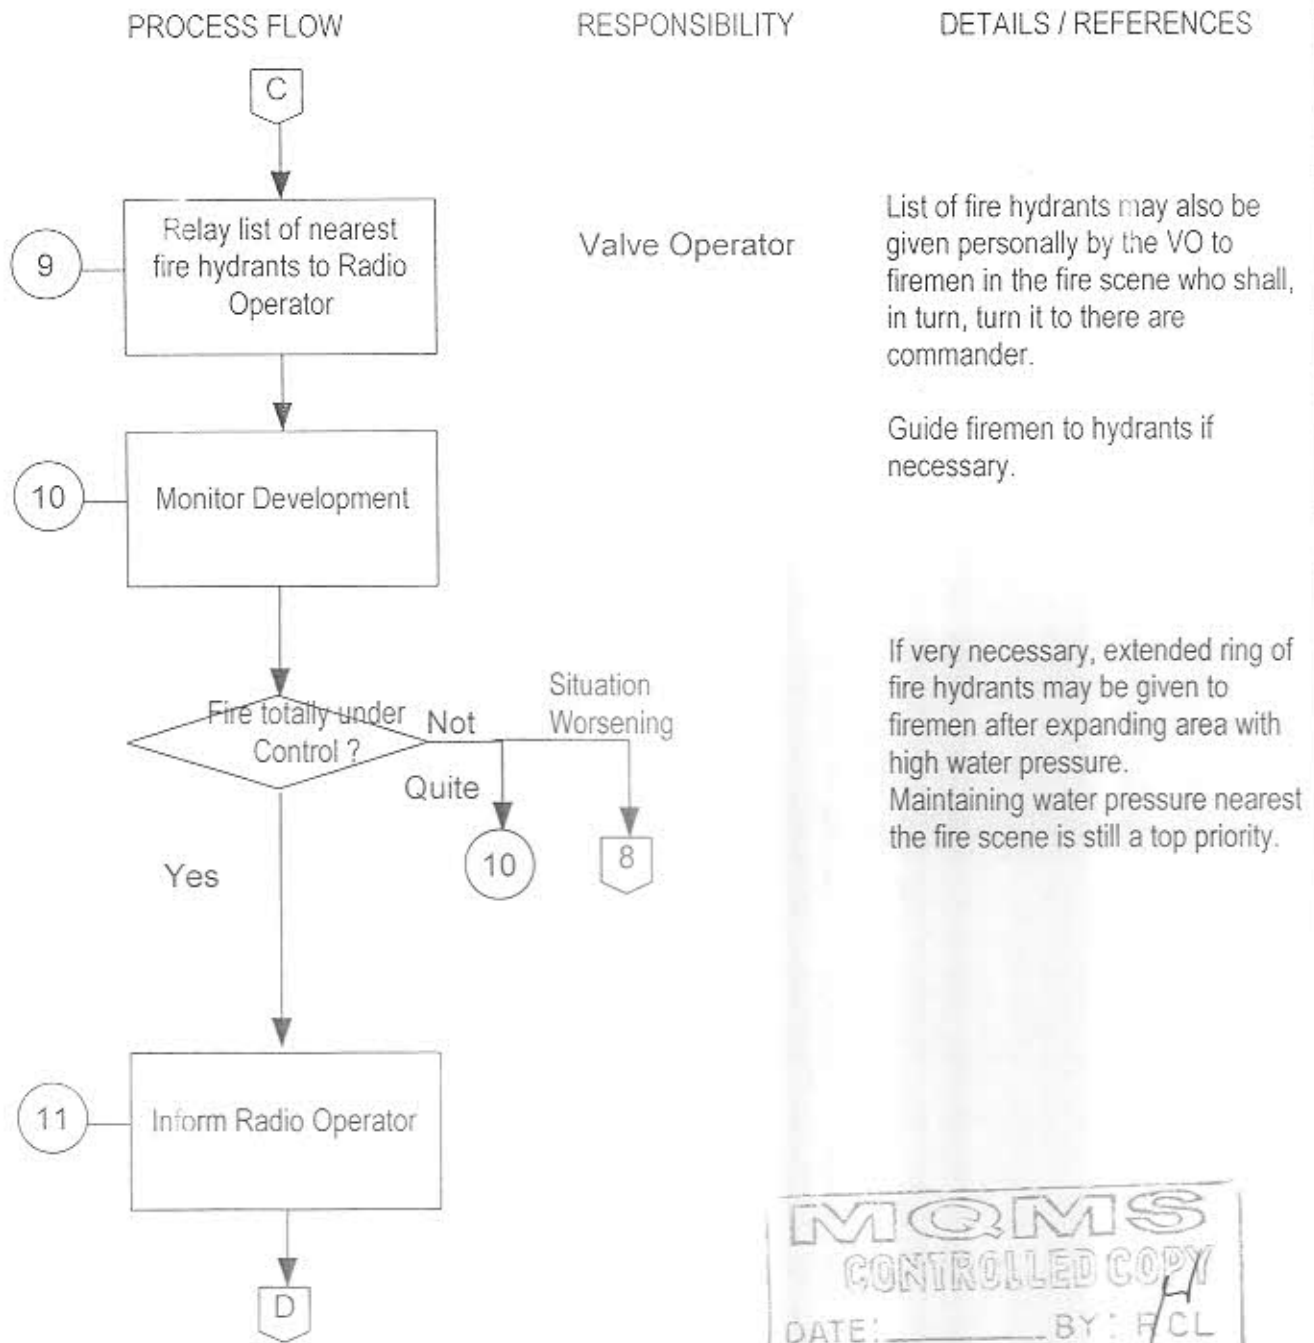 PROCESS FLOW
RESPONSIBILITY
DETAILS / REFERENCES
C
9
Relay list of nearest
fire hydrants to Radio
Operator
Valve Operator
List of fire hydrants may also be
given personally by the VO to
firemen in the fire scene who shall,
in turn, turn it to there are
commander.
10
Monitor Development
Guide firemen to hydrants if
necessary.
Fire totally under
Control ?
Not
Quite
Situation
Worsening
10
8
Yes
If very necessary, extended ring of
fire hydrants may be given to
firemen after expanding area with
high water pressure.
Maintaining water pressure nearest
the fire scene is still a top priority.
11
Inform Radio Operator
D
MQMS
CONTROLLED COPY
DATE: BY: RCL